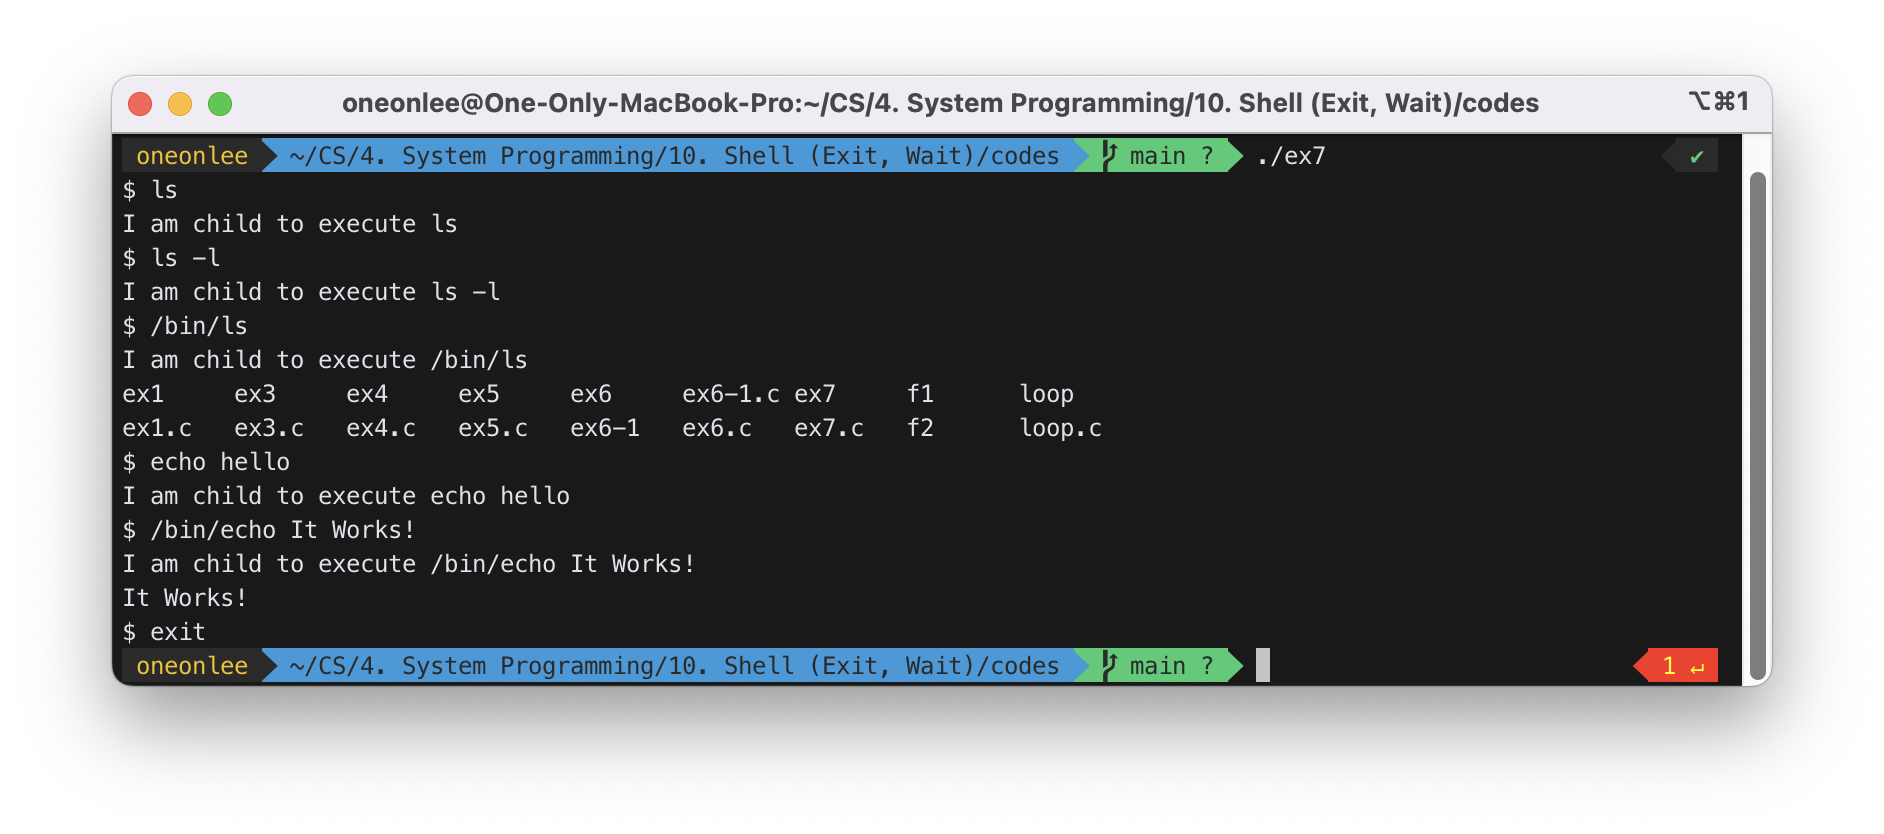 oneonlee@One-Only-MacBook-Pro:~/CS/4. System Programming/10. Shell (Exit, Wait)/codes ⌥⌘1
oneonlee ~/CS/4. System Programming/10. Shell (Exit, Wait)/codes main ? ./ex7 ✔
$ ls
I am child to execute ls
$ ls -l
I am child to execute ls -l
$ /bin/ls
I am child to execute /bin/ls
ex1 ex3 ex4 ex5 ex6 ex6-1.c ex7 f1 loop
ex1.c ex3.c ex4.c ex5.c ex6-1 ex6.c ex7.c f2 loop.c
$ echo hello
I am child to execute echo hello
$ /bin/echo It Works!
I am child to execute /bin/echo It Works!
It Works!
$ exit
oneonlee ~/CS/4. System Programming/10. Shell (Exit, Wait)/codes main ? 1 ↵